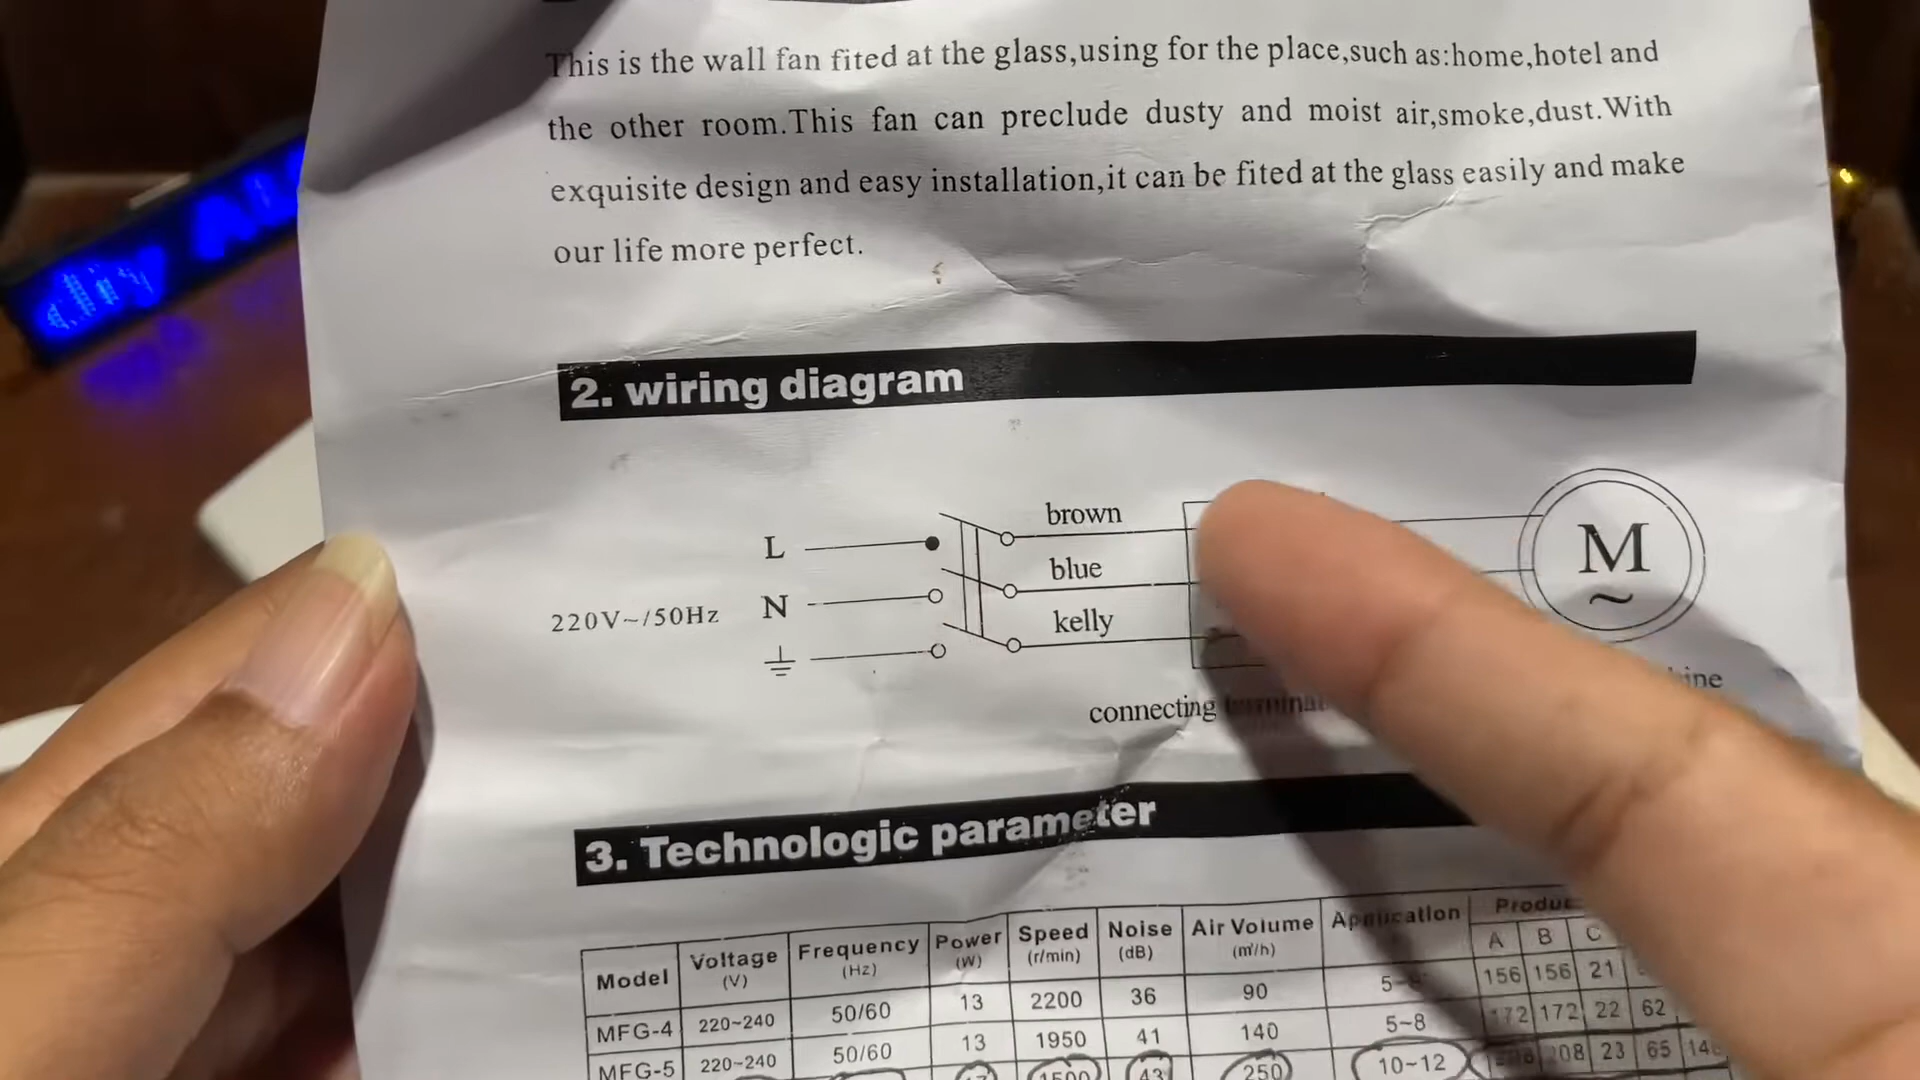 This is the wall fan fited at the glass,using for the place,such as:home,hotel and
the other room.This fan can preclude dusty and moist air,smoke,dust.With
exquisite design and easy installation,it can be fited at the glass easily and make
our life more perfect.
2. wiring diagram
brown
L
blue
N
kelly
220V~/50Hz
M
~
connecting terminal
3. Technologic parameter
Model Voltage (V) Frequency (Hz) Power (W) Speed (r/min) Noise (dB) Air Volume (m³/h) Application
A B C
MFG-4 220~240 50/60 13 2200 36 90 156 156 21
MFG-5 220~240 50/60 13 1950 41 140 5~8 172 172 22 62
1500 43 250 10~12 208 23 65